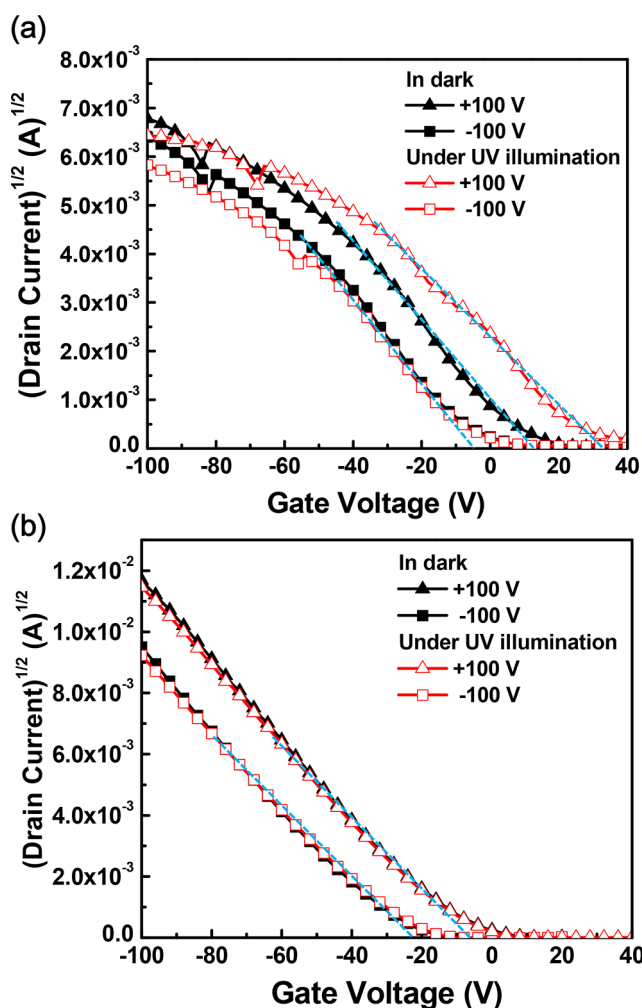 (a)
8.0x10⁻³
7.0x10⁻³
6.0x10⁻³
5.0x10⁻³
4.0x10⁻³
3.0x10⁻³
2.0x10⁻³
1.0x10⁻³
0.0
(Drain Current)¹/² (A)¹/²
In dark
+100 V
-100 V
Under UV illumination
+100 V
-100 V
-100 -80 -60 -40 -20 0 20 40
Gate Voltage (V)
(b)
1.2x10⁻²
1.0x10⁻²
8.0x10⁻³
6.0x10⁻³
4.0x10⁻³
2.0x10⁻³
0.0
(Drain Current)¹/² (A)¹/²
In dark
+100 V
-100 V
Under UV illumination
+100 V
-100 V
-100 -80 -60 -40 -20 0 20 40
Gate Voltage (V)